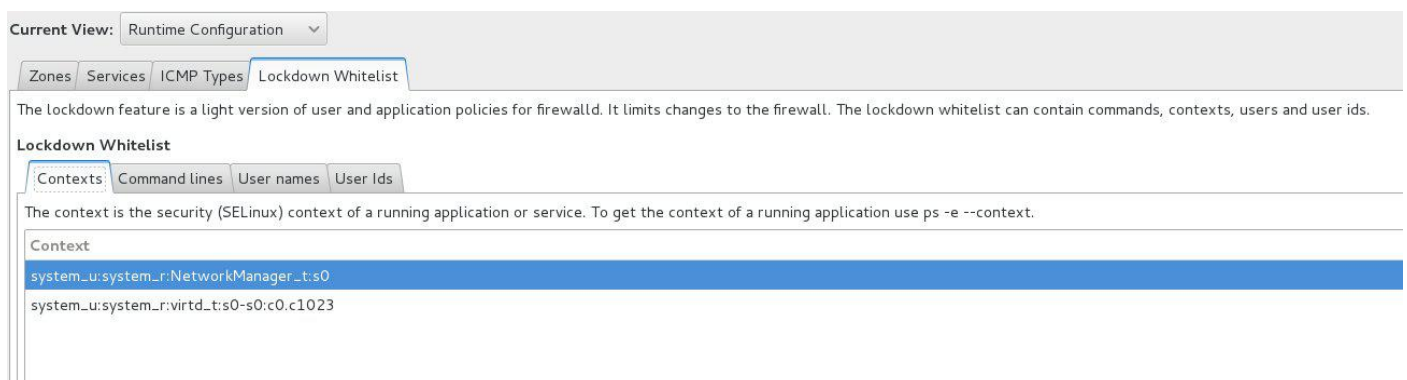 Current View: Runtime Configuration
Zones Services ICMP Types Lockdown Whitelist
The lockdown feature is a light version of user and application policies for firewalld. It limits changes to the firewall. The lockdown whitelist can contain commands, contexts, users and user ids.
Lockdown Whitelist
Contexts Command lines User names User Ids
The context is the security (SELinux) context of a running application or service. To get the context of a running application use ps -e --context.
Context
system_u:system_r:NetworkManager_t:s0
system_u:system_r:virtd_t:s0-s0:c0.c1023